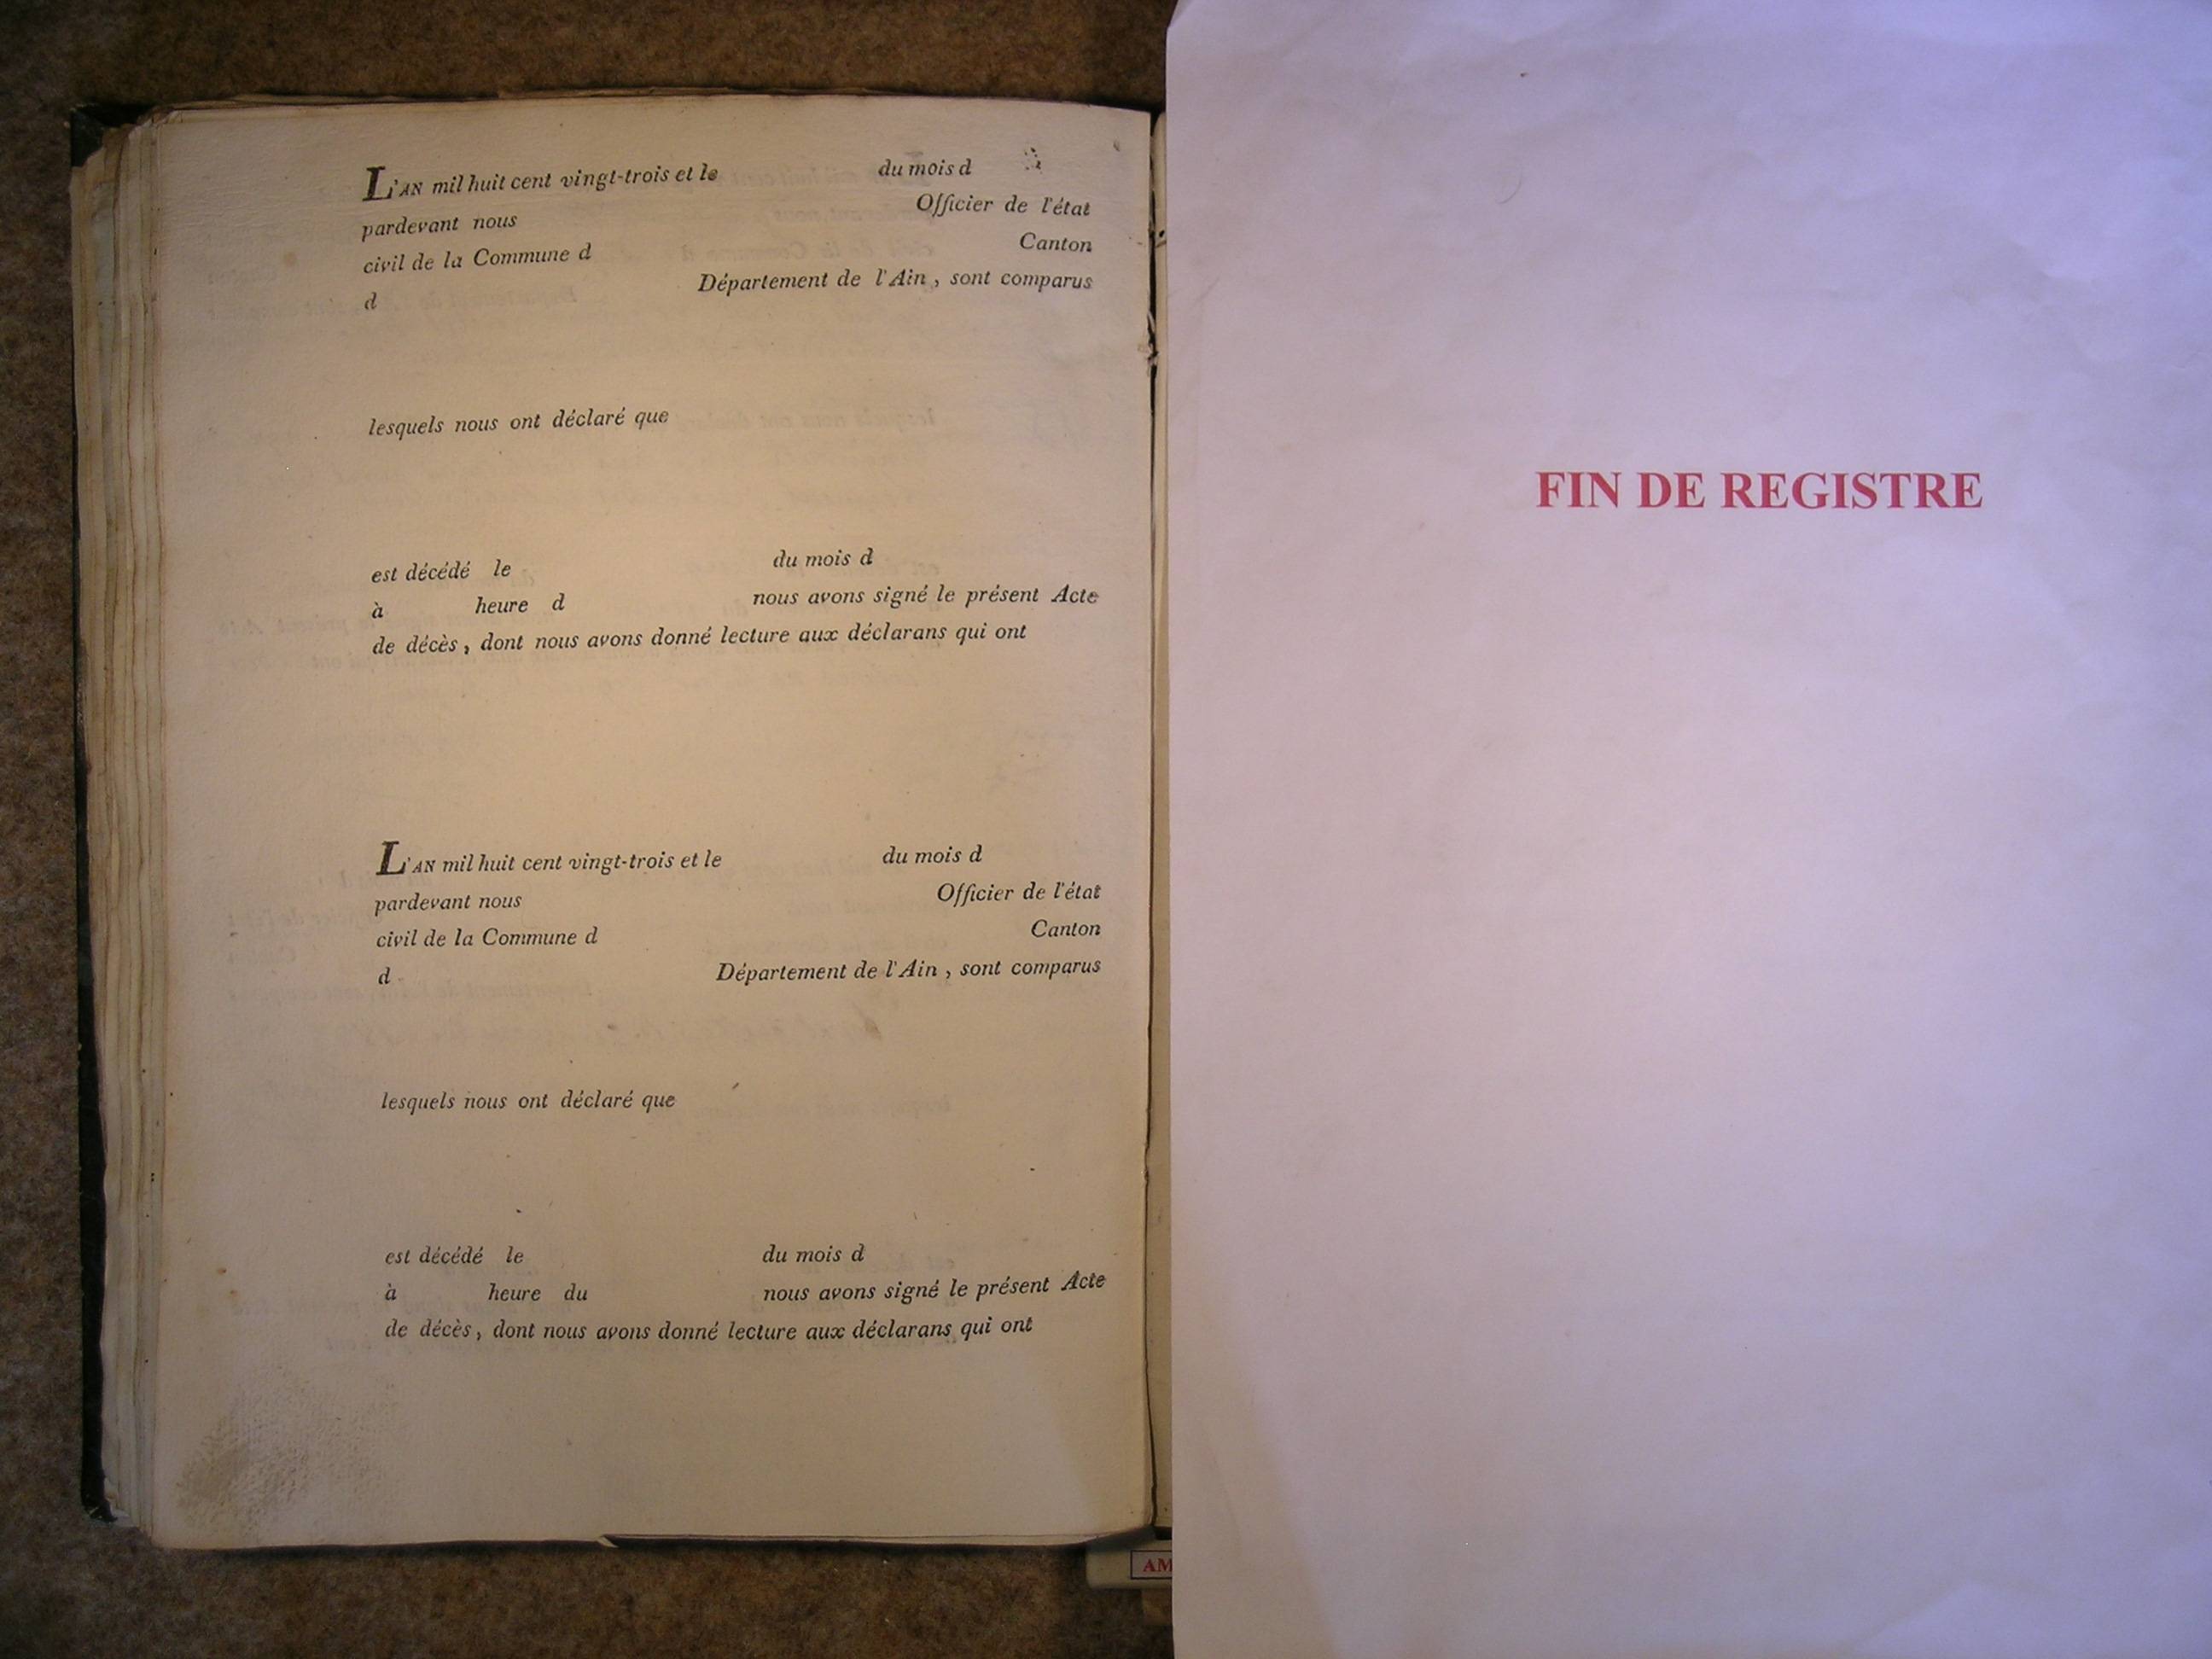 L'AN mil huit cent vingt-trois et le du mois d
pardevant nous Officier de l'état
civil de la Commune d Canton
d Département de l'Ain, sont comparus
lesquels nous ont déclaré que
est décédé le du mois d
à heure d nous avons signé le présent Acte
de décès, dont nous avons donné lecture aux déclarans qui ont
L'AN mil huit cent vingt-trois et le du mois d
pardevant nous Officier de l'état
civil de la Commune d Canton
d Département de l'Ain, sont comparus
lesquels nous ont déclaré que
est décédé le du mois d
à heure du nous avons signé le présent Acte
de décès, dont nous avons donné lecture aux déclarans qui ont
FIN DE REGISTRE
AM